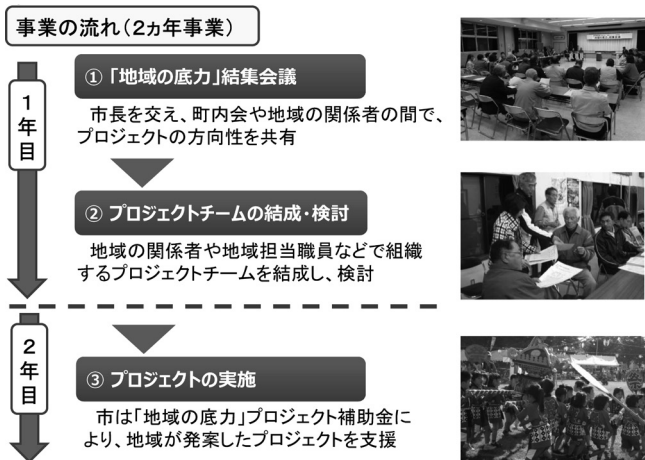 事業の流れ(2ヵ年事業)
1年目
① 「地域の底力」結集会議
市長を交え、町内会や地域の関係者の間で、
プロジェクトの方向性を共有
② プロジェクトチームの結成・検討
地域の関係者や地域担当職員などで組織
するプロジェクトチームを結成し、検討
2年目
③ プロジェクトの実施
市は「地域の底力」プロジェクト補助金に
より、地域が発案したプロジェクトを支援